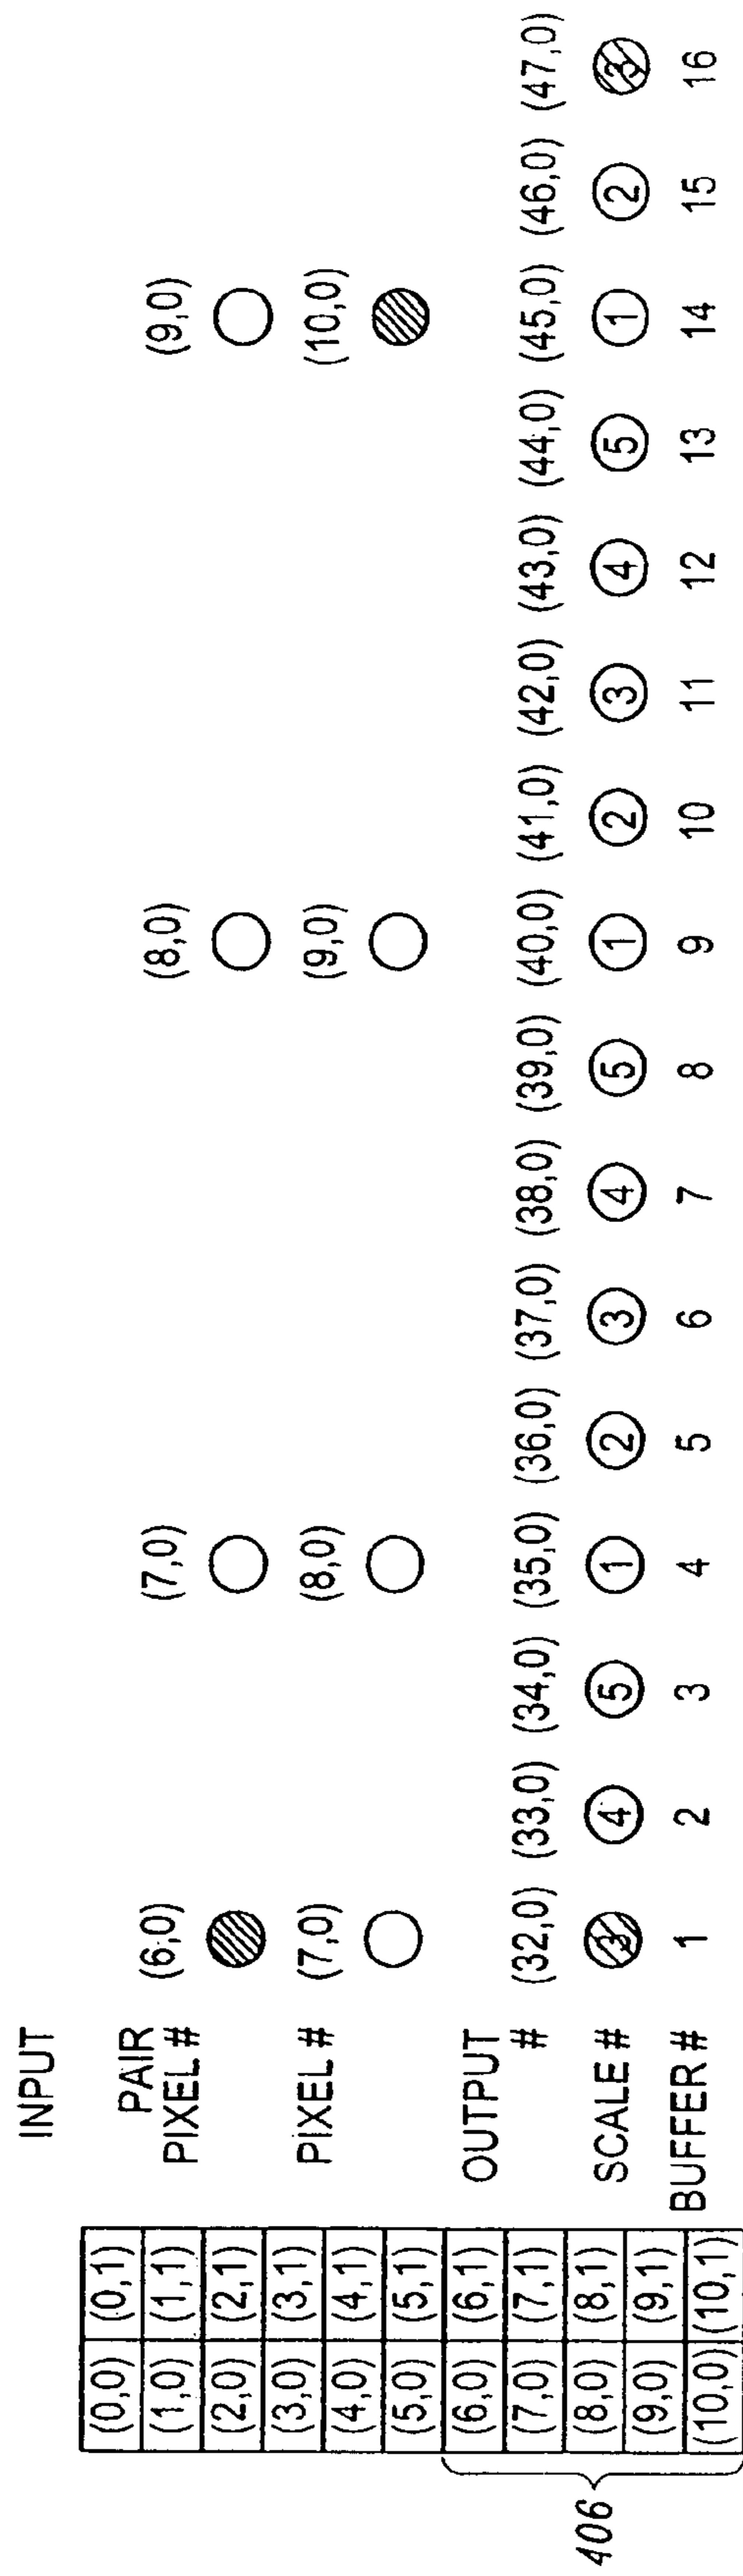 (0,0) (0,1)
(1,0) (1,1)
(2,0) (2,1)
(3,0) (3,1)
(4,0) (4,1)
(5,0) (5,1)
(6,0) (6,1)
(7,0) (7,1)
(8,0) (8,1)
(9,0) (9,1)
(10,0) (10,1)
406
INPUT
PAIR
PIXEL # (6,0) (7,0) (8,0) (9,0)
PIXEL # (7,0) (8,0) (9,0) (10,0)
OUTPUT
# (32,0) (33,0) (34,0) (35,0) (36,0) (37,0) (38,0) (39,0) (40,0) (41,0) (42,0) (43,0) (44,0) (45,0) (46,0) (47,0)
SCALE # 3 4 5 1 2 3 4 5 1 2 3 4 5 1 2 3
BUFFER # 1 2 3 4 5 6 7 8 9 10 11 12 13 14 15 16